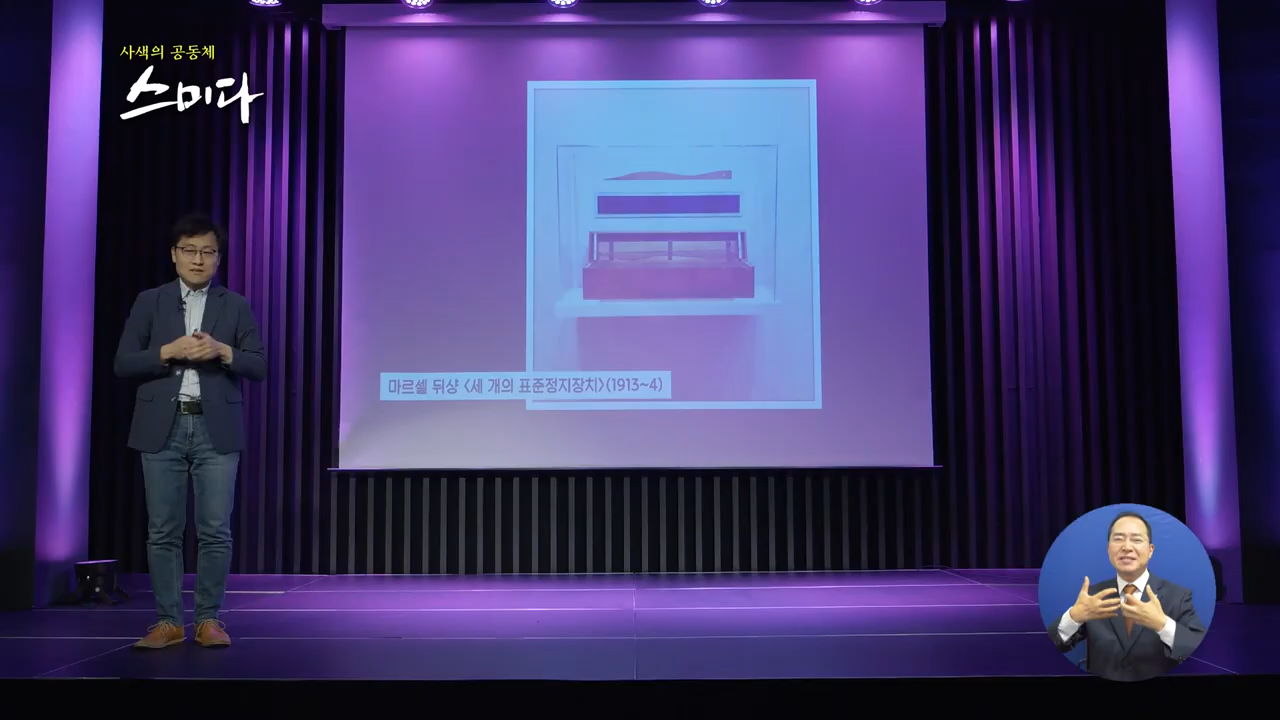 사색의 공동체
스미다
마르셀 뒤샹 <세 개의 표준정지장치>(1913~4)